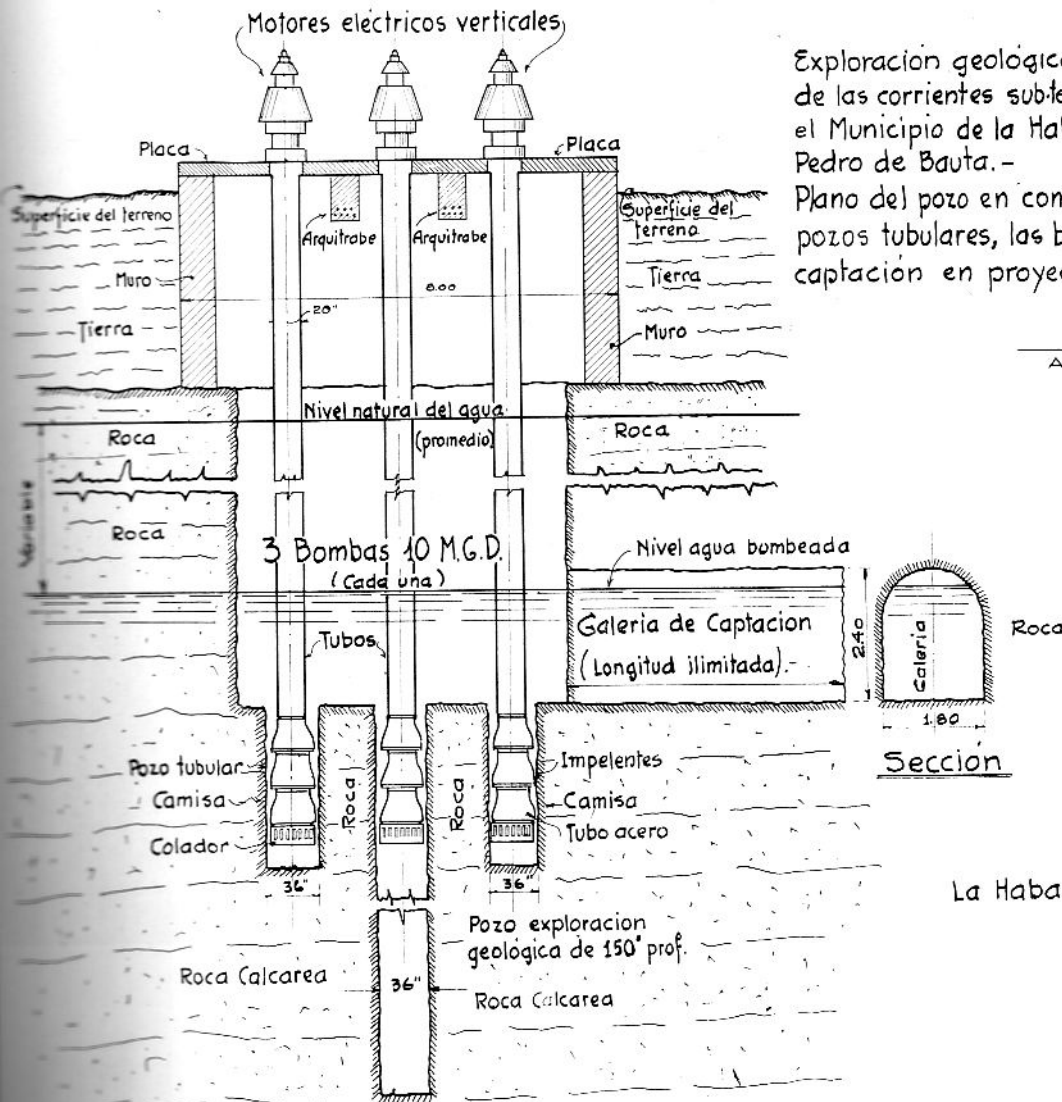 Motores eléctricos verticales
Exploración geológic
de las corrientes sub-te
el Municipio de la Ha
Pedro de Bauta.-
Plano del pozo en con
pozos tubulares, las b
captación en proye
A
Placa
Placa
Superficie del terreno
Superficie del
terreno
Arquitrabe
Arquitrabe
Muro
8.00
Tierra
20"
Tierra
Muro
Nivel natural del agua
(promedio)
Roca
Roca
Variable
Roca
3 Bombas 10 M.G.D.
(Cada una)
Nivel agua bombeada
Tubos
Galeria de Captacion
(Longitud ilimitada).-
2.40
Galeria
Roca
1.80
Sección
Pozo tubular
Camisa
Colador
Roca
Roca
Impelentes
Camisa
Tubo acero
36"
36"
La Haba
Pozo exploracion
geológica de 150' prof.
Roca Calcarea
36"
Roca Calcarea